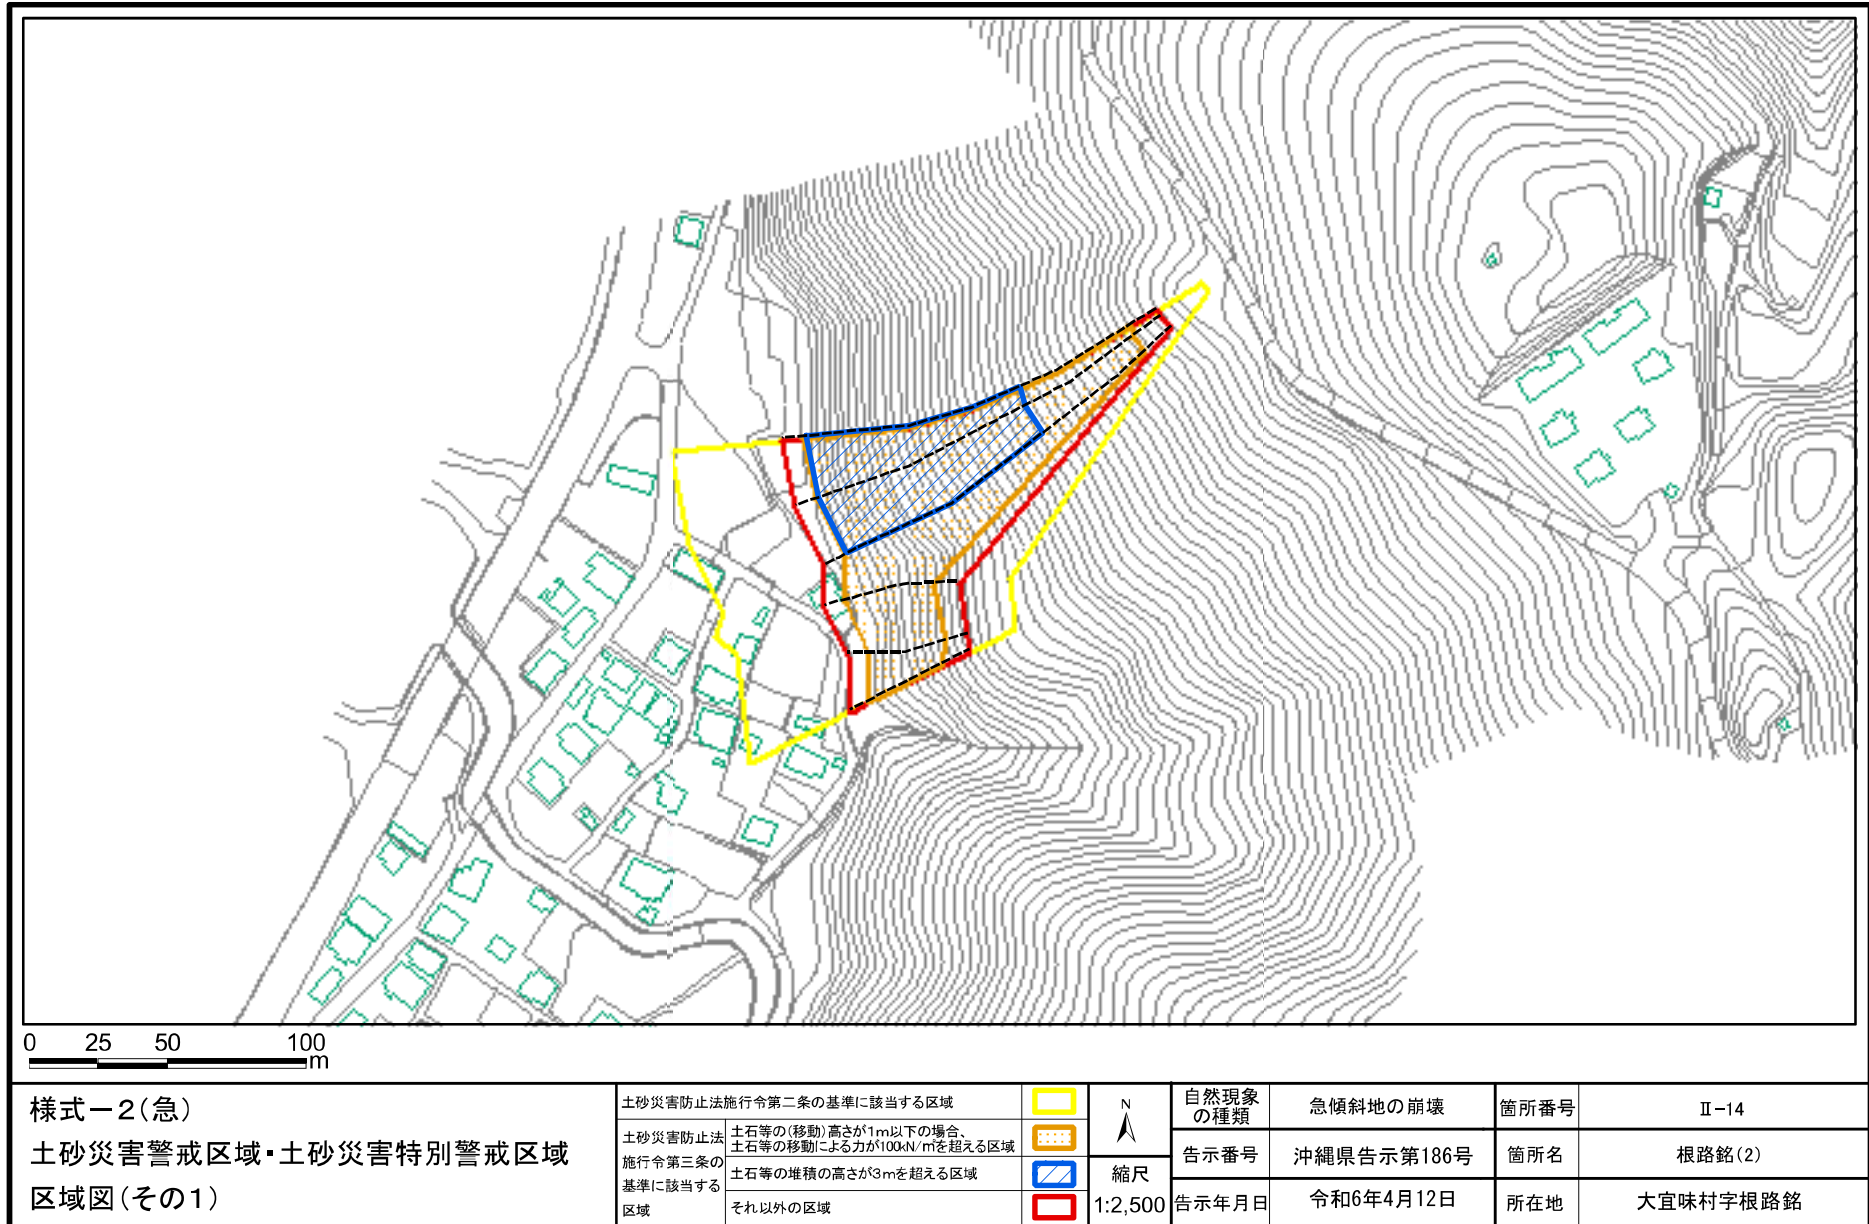 0 25 50 100
m
様式－2(急)
土砂災害警戒区域・土砂災害特別警戒区域
区域図(その1)
土砂災害防止法施行令第二条の基準に該当する区域
土砂災害防止法
施行令第三条の
基準に該当する
区域
土石等の(移動)高さが1m以下の場合、
土石等の移動による力が100kN/㎡を超える区域
土石等の堆積の高さが3mを超える区域
それ以外の区域
N
縮尺
1:2,500
自然現象
の種類
急傾斜地の崩壊
箇所番号
Ⅱ-14
告示番号
沖縄県告示第186号
箇所名
根路銘(2)
告示年月日
令和6年4月12日
所在地
大宜味村字根路銘